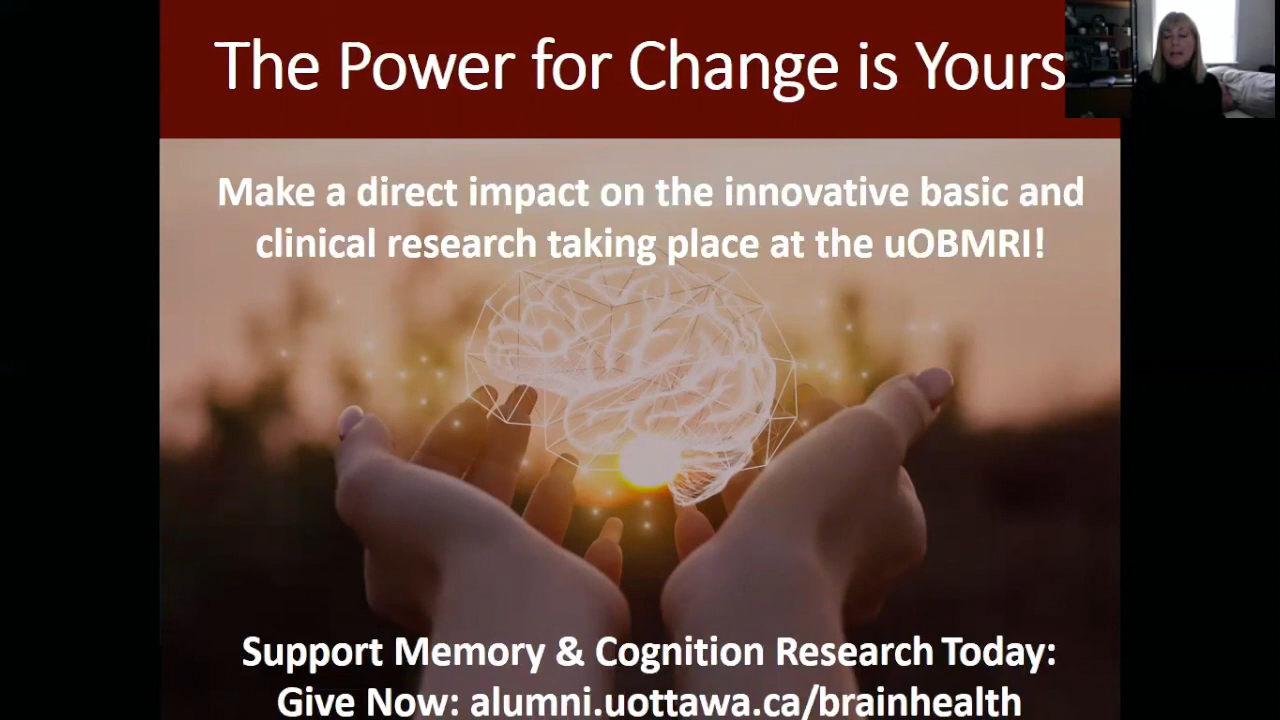 The Power for Change is Yours
Make a direct impact on the innovative basic and
clinical research taking place at the uOBMRI!
Support Memory & Cognition Research Today:
Give Now: alumni.uottawa.ca/brainhealth